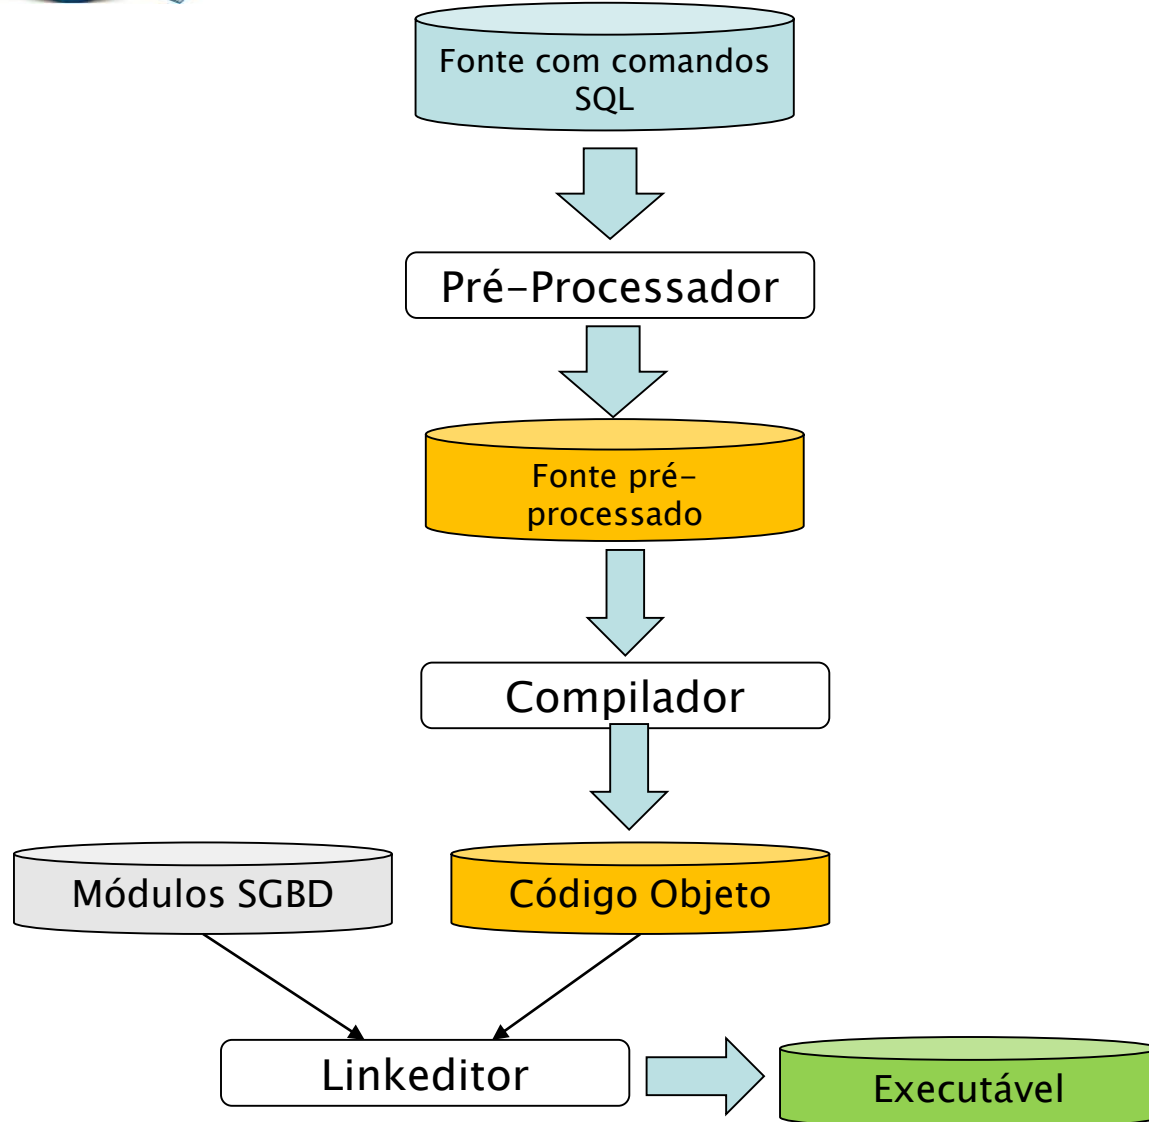 Fonte com comandos
SQL
Pré-Processador
Fonte pré-
processado
Compilador
Módulos SGBD
Código Objeto
Linkeditor
Executável